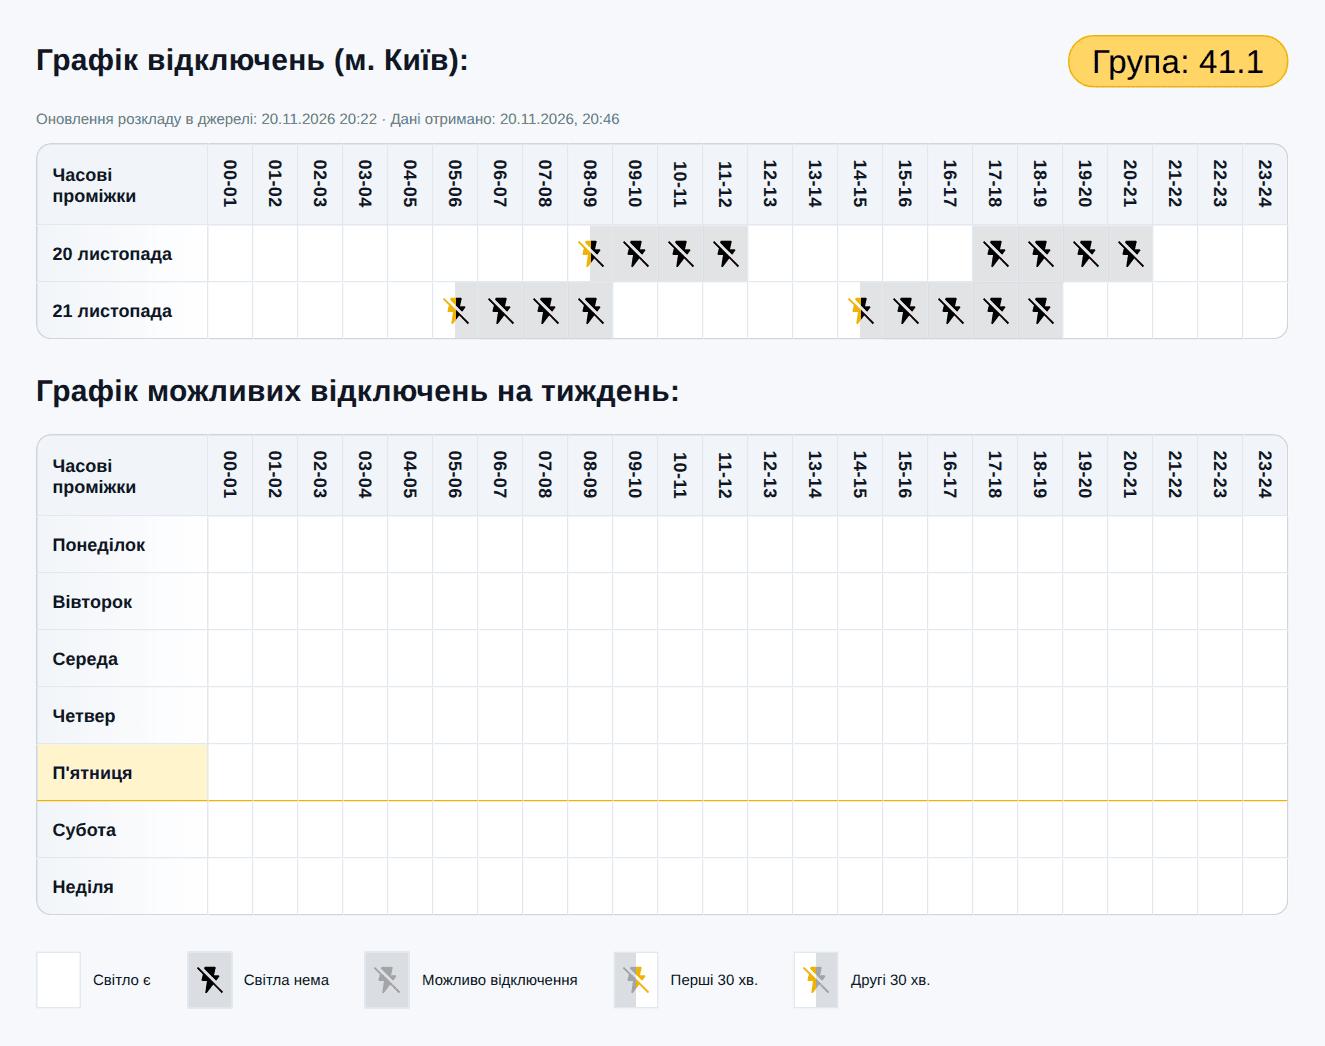 Графік відключень (м. Київ):
Група: 41.1
Оновлення розкладу в джерелі: 20.11.2026 20:22 · Дані отримано: 20.11.2026, 20:46
Часові
проміжки
00-01 01-02 02-03 03-04 04-05 05-06 06-07 07-08 08-09 09-10 10-11 11-12 12-13 13-14 14-15 15-16 16-17 17-18 18-19 19-20 20-21 21-22 22-23 23-24
20 листопада
21 листопада
Графік можливих відключень на тиждень:
Часові
проміжки
00-01 01-02 02-03 03-04 04-05 05-06 06-07 07-08 08-09 09-10 10-11 11-12 12-13 13-14 14-15 15-16 16-17 17-18 18-19 19-20 20-21 21-22 22-23 23-24
Понеділок
Вівторок
Середа
Четвер
П'ятниця
Субота
Неділя
Світло є Світла нема Можливо відключення Перші 30 хв. Другі 30 хв.